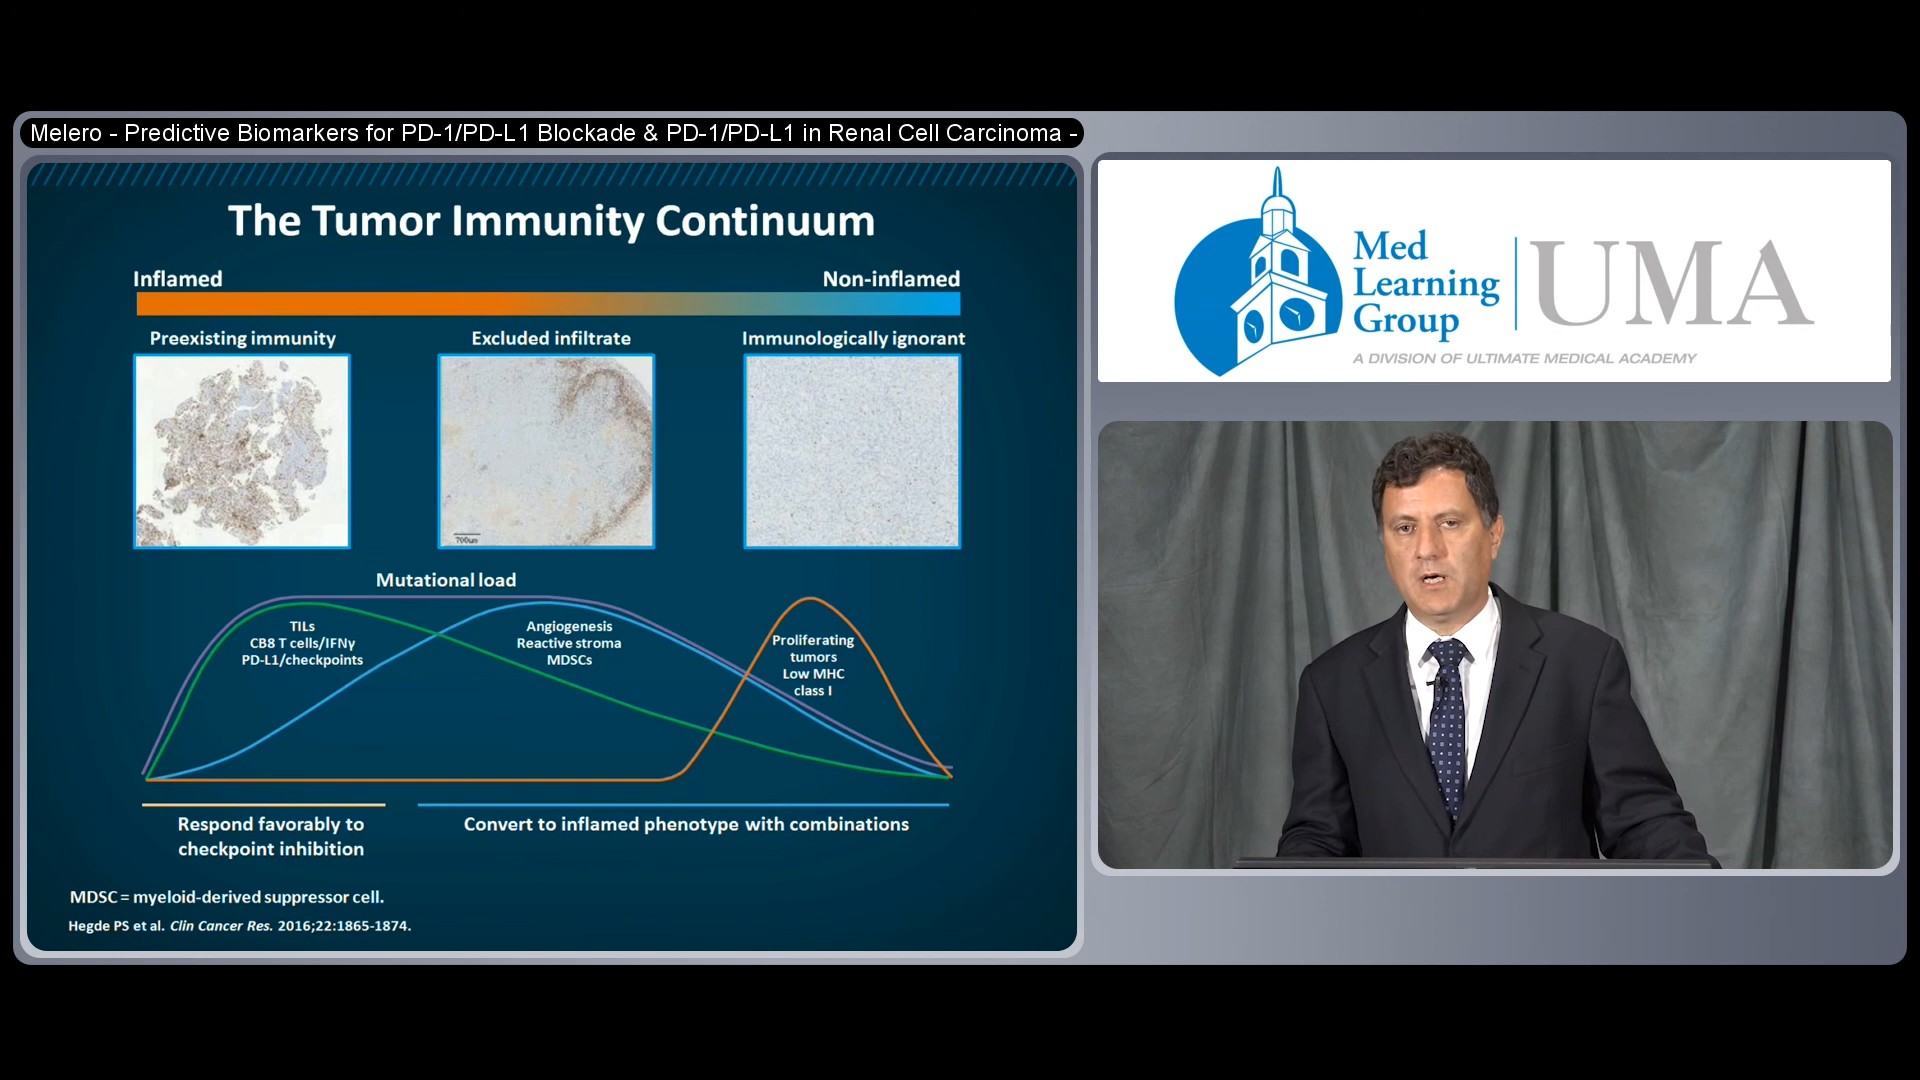 Melero - Predictive Biomarkers for PD-1/PD-L1 Blockade & PD-1/PD-L1 in Renal Cell Carcinoma -
The Tumor Immunity Continuum
Inflamed
Non-inflamed
Preexisting immunity
Excluded infiltrate
Immunologically ignorant
700um
Mutational load
TILs
CB8 T cells/IFNγ
PD-L1/checkpoints
Angiogenesis
Reactive stroma
MDSCs
Proliferating
tumors
Low MHC
class I
Respond favorably to
checkpoint inhibition
Convert to inflamed phenotype with combinations
MDSC = myeloid-derived suppressor cell.
Hegde PS et al. Clin Cancer Res. 2016;22:1865-1874.
Med
Learning
Group
UMA
A DIVISION OF ULTIMATE MEDICAL ACADEMY